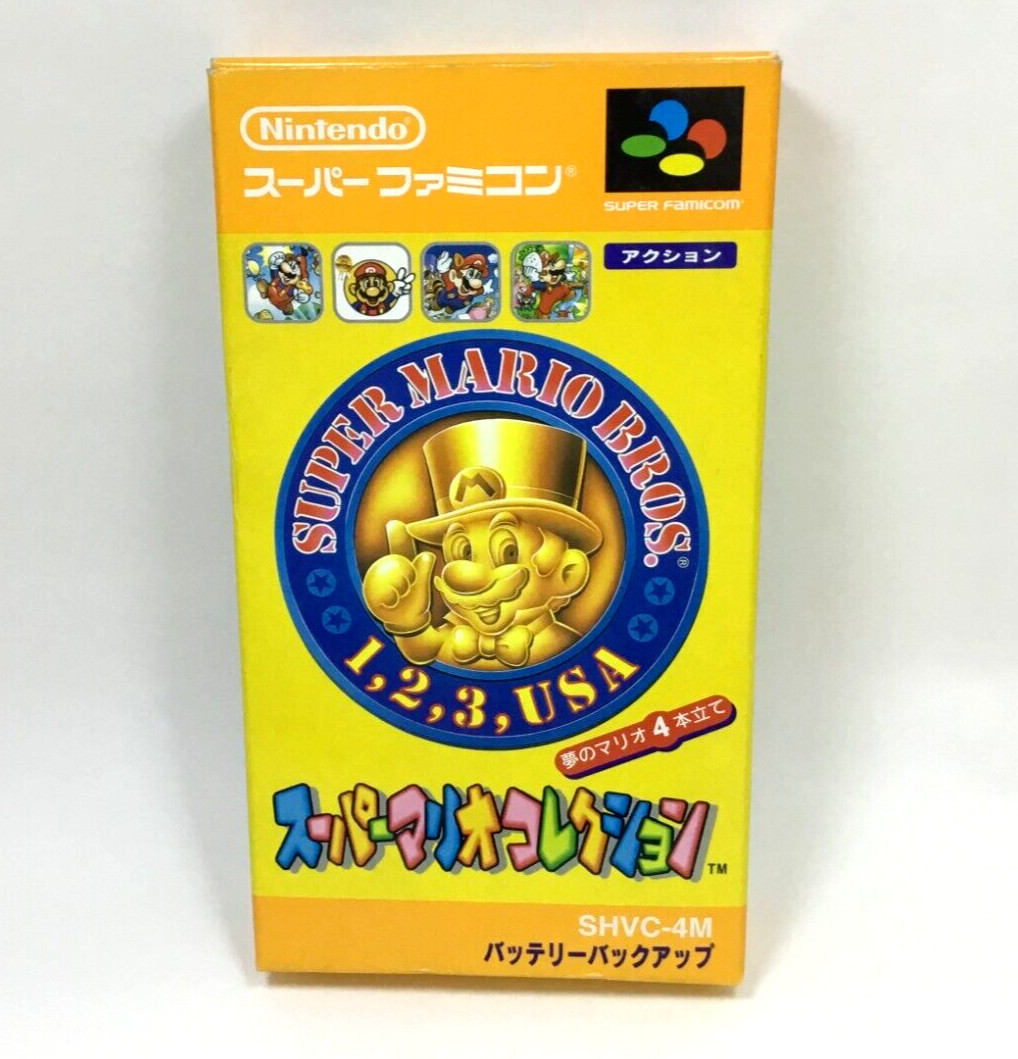 Nintendo®
スーパーファミコン®
SUPER FAMICOM™
アクション
SUPER MARIO BROS.®
1, 2, 3, USA
夢のマリオ4本立て
スーパーマリオコレクション™
SHVC-4M
バッテリーバックアップ